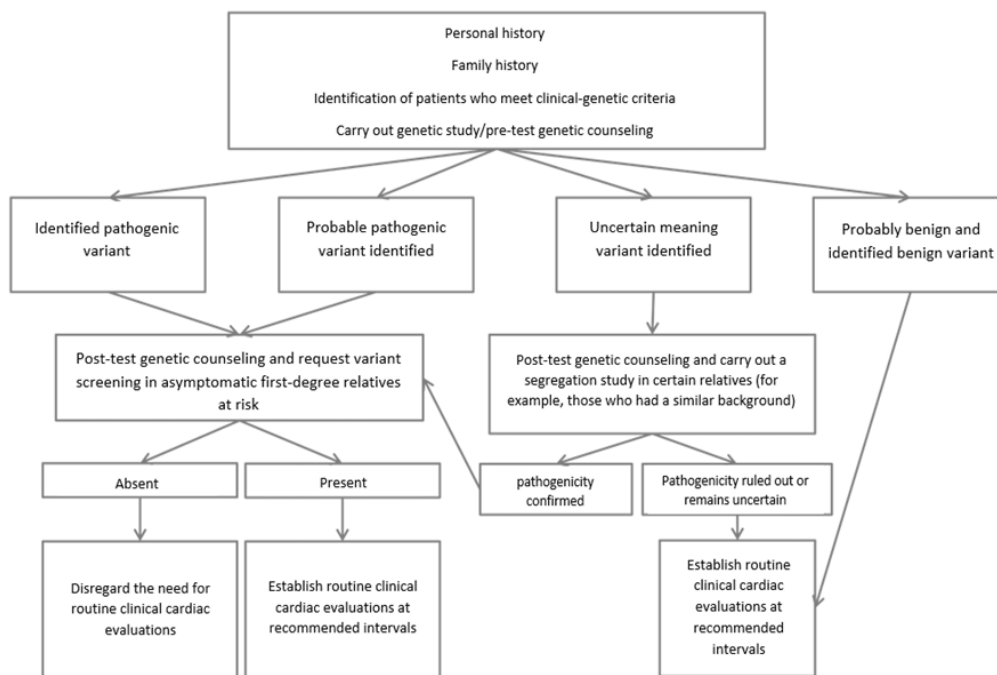 Personal history
Family history
Identification of patients who meet clinical-genetic criteria
Carry out genetic study/pre-test genetic counseling
Identified pathogenic
variant
Probable pathogenic
variant identified
Uncertain meaning
variant identified
Probably benign and
identified benign variant
Post-test genetic counseling and request variant
screening in asymptomatic first-degree relatives
at risk
Post-test genetic counseling and carry out a
segregation study in certain relatives (for
example, those who had a similar background)
Absent
Present
pathogenicity
confirmed
Pathogenicity ruled out or
remains uncertain
Disregard the need for
routine clinical cardiac
evaluations
Establish routine clinical
cardiac evaluations at
recommended intervals
Establish routine
clinical cardiac
evaluations at
recommended
intervals